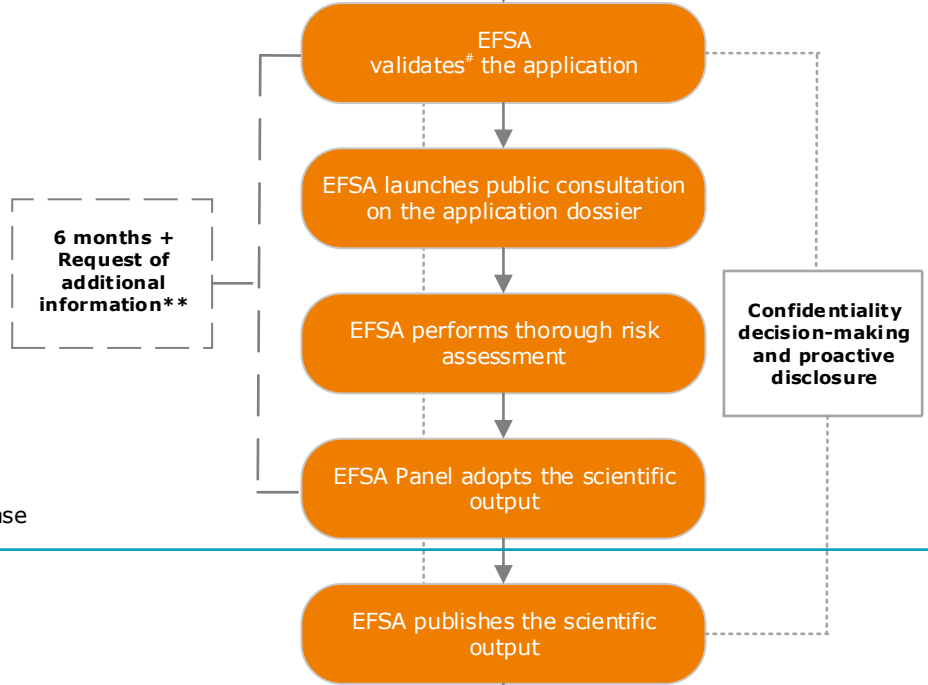 EFSA
validates# the application
EFSA launches public consultation
on the application dossier
6 months +
Request of
additional
information**
EFSA performs thorough risk
assessment
Confidentiality
decision-making
and proactive
disclosure
EFSA Panel adopts the scientific
output
EFSA publishes the scientific
output